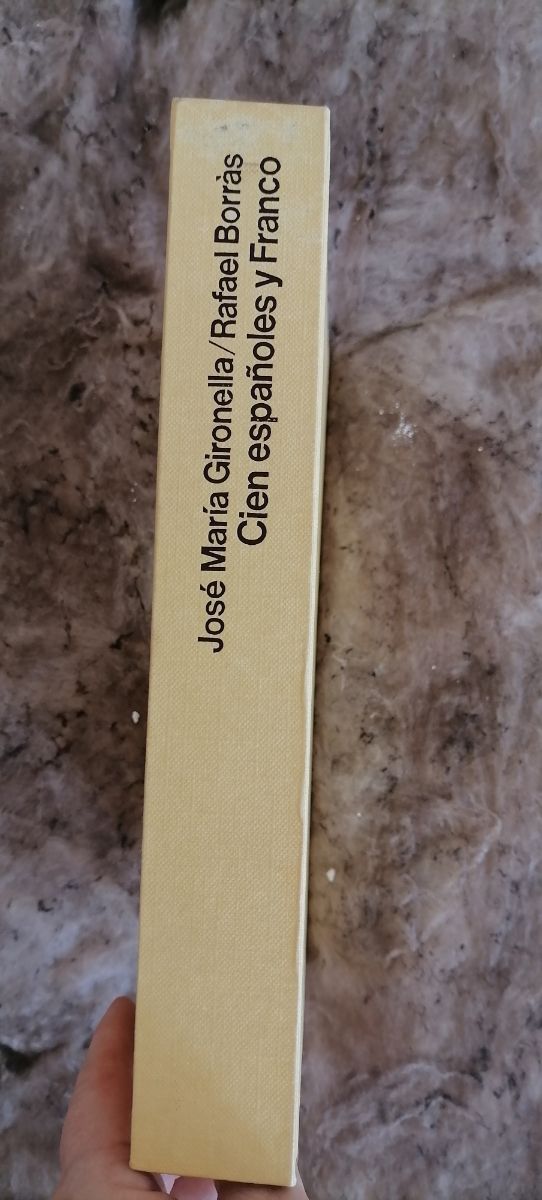 José María Gironella/Rafael Borràs
Cien españoles y Franco